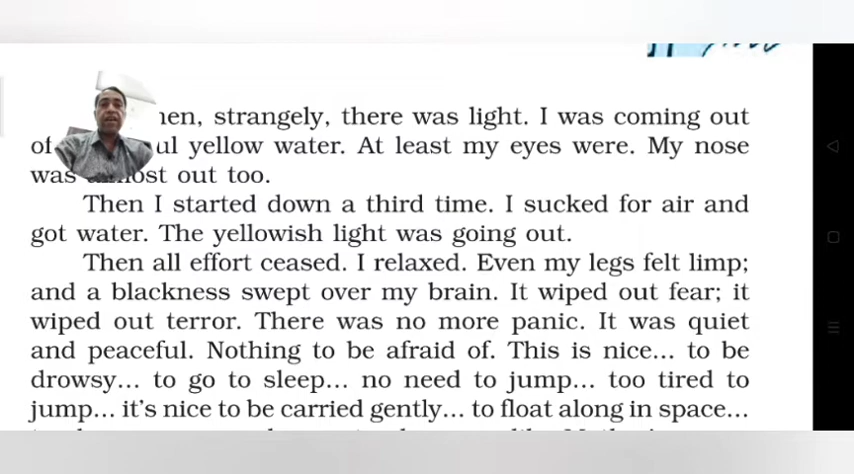 hen, strangely, there was light. I was coming out
of ul yellow water. At least my eyes were. My nose
was almost out too.
Then I started down a third time. I sucked for air and
got water. The yellowish light was going out.
Then all effort ceased. I relaxed. Even my legs felt limp;
and a blackness swept over my brain. It wiped out fear; it
wiped out terror. There was no more panic. It was quiet
and peaceful. Nothing to be afraid of. This is nice... to be
drowsy... to go to sleep... no need to jump... too tired to
jump... it's nice to be carried gently... to float along in space...